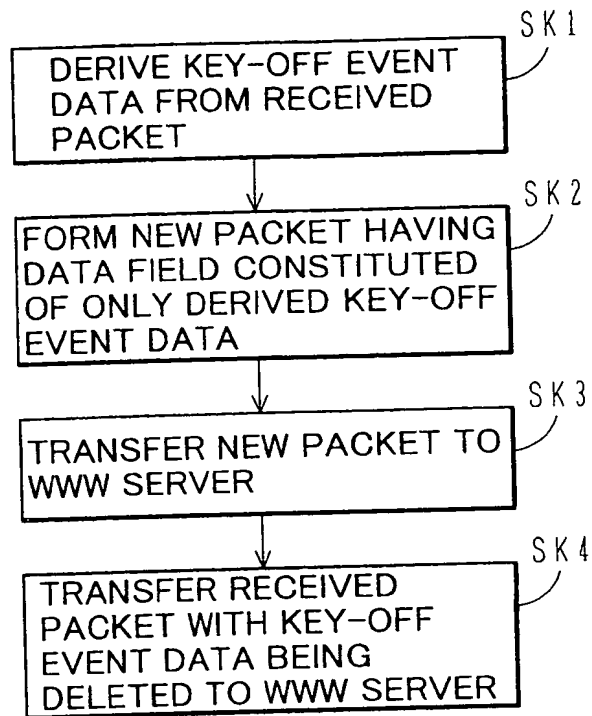 SK1
DERIVE KEY-OFF EVENT
DATA FROM RECEIVED
PACKET
SK2
FORM NEW PACKET HAVING
DATA FIELD CONSTITUTED
OF ONLY DERIVED KEY-OFF
EVENT DATA
SK3
TRANSFER NEW PACKET TO
WWW SERVER
SK4
TRANSFER RECEIVED
PACKET WITH KEY-OFF
EVENT DATA BEING
DELETED TO WWW SERVER